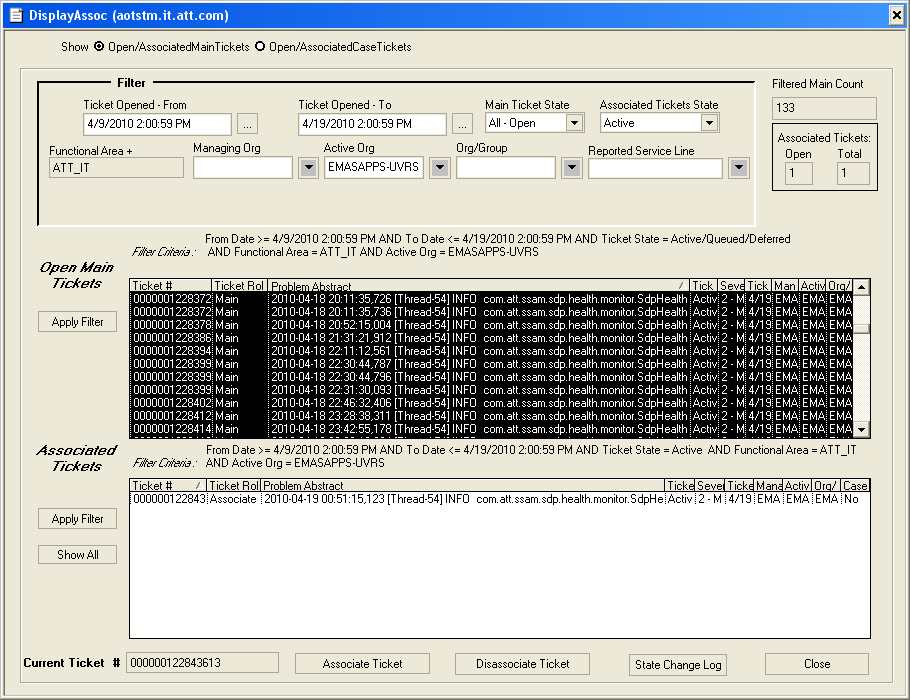 DisplayAssoc (aotstm.it.att.com)
Show Open/AssociatedMainTickets Open/AssociatedCaseTickets
Filter
Filtered Main Count
133
Ticket Opened - From Ticket Opened - To Main Ticket State Associated Tickets State
4/9/2010 2:00:59 PM ... 4/19/2010 2:00:59 PM ... All - Open Active
Associated Tickets:
Open Total
1 1
Functional Area + Managing Org Active Org Org/Group Reported Service Line
ATT_IT EMASAPPS-UVRS
From Date >= 4/9/2010 2:00:59 PM AND To Date <= 4/19/2010 2:00:59 PM AND Ticket State = Active/Queued/Deferred
Filter Criteria : AND Functional Area = ATT_IT AND Active Org = EMASAPPS-UVRS
Open Main
Tickets
Apply Filter
Ticket # Ticket Rol Problem Abstract Tick Seve Tick Man Activ Org/
0000001228372 Main 2010-04-18 20:11:35,726 [Thread-54] INFO com.att.ssam.sdp.health.monitor.SdpHealth Activ 2 - M 4/19 EMA EMA EMA
0000001228372 Main 2010-04-18 20:11:35,736 [Thread-54] INFO com.att.ssam.sdp.health.monitor.SdpHealth Activ 2 - M 4/19 EMA EMA EMA
0000001228378 Main 2010-04-18 20:52:15,004 [Thread-54] INFO com.att.ssam.sdp.health.monitor.SdpHealth Activ 2 - M 4/19 EMA EMA EMA
0000001228386 Main 2010-04-18 21:31:21,912 [Thread-54] INFO com.att.ssam.sdp.health.monitor.SdpHealth Activ 2 - M 4/19 EMA EMA EMA
0000001228394 Main 2010-04-18 22:11:12,561 [Thread-54] INFO com.att.ssam.sdp.health.monitor.SdpHealth Activ 2 - M 4/19 EMA EMA EMA
0000001228399 Main 2010-04-18 22:30:44,787 [Thread-54] INFO com.att.ssam.sdp.health.monitor.SdpHealth Activ 2 - M 4/19 EMA EMA EMA
0000001228399 Main 2010-04-18 22:30:44,796 [Thread-54] INFO com.att.ssam.sdp.health.monitor.SdpHealth Activ 2 - M 4/19 EMA EMA EMA
0000001228399 Main 2010-04-18 22:31:30,093 [Thread-54] INFO com.att.ssam.sdp.health.monitor.SdpHealth Activ 2 - M 4/19 EMA EMA EMA
0000001228402 Main 2010-04-18 22:46:32,406 [Thread-54] INFO com.att.ssam.sdp.health.monitor.SdpHealth Activ 2 - M 4/19 EMA EMA EMA
0000001228412 Main 2010-04-18 23:28:38,311 [Thread-54] INFO com.att.ssam.sdp.health.monitor.SdpHealth Activ 2 - M 4/19 EMA EMA EMA
0000001228414 Main 2010-04-18 23:42:55,178 [Thread-54] INFO com.att.ssam.sdp.health.monitor.SdpHealth Activ 2 - M 4/19 EMA EMA EMA
Associated
Tickets
From Date >= 4/9/2010 2:00:59 PM AND To Date <= 4/19/2010 2:00:59 PM AND Ticket State = Active AND Functional Area = ATT_IT
Filter Criteria : AND Active Org = EMASAPPS-UVRS
Ticket # Ticket Rol Problem Abstract Ticke Sever Ticke Mana Activ Org/ Case
000000122843 Associate 2010-04-19 00:51:15,123 [Thread-54] INFO com.att.ssam.sdp.health.monitor.SdpHe Activ 2 - M 4/19 EMA EMA EMA No
Apply Filter
Show All
Current Ticket # 000000122843613 Associate Ticket Disassociate Ticket State Change Log Close